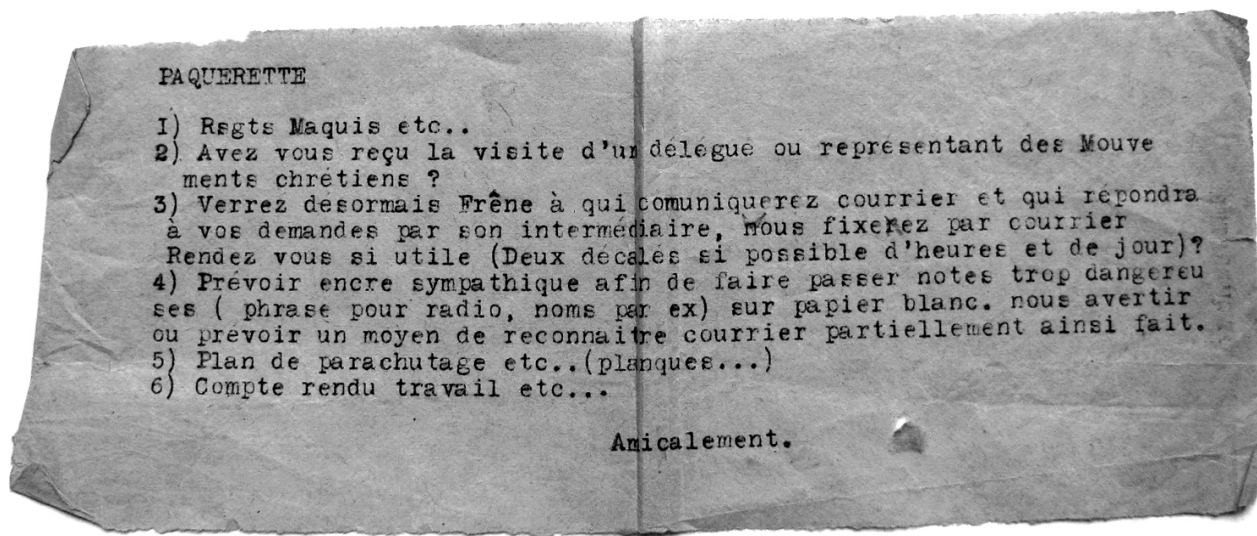 PAQUERETTE
I) Rsgts Maquis etc..
2) Avez vous reçu la visite d'un délégué ou représentant des Mouve
ments chrétiens ?
3) Verrez désormais Frêne à qui comuniquerez courrier et qui répondra
à vos demandes par son intermédiaire, nous fixerez par courrier
Rendez vous si utile (Deux décalés si possible d'heures et de jour)?
4) Prévoir encre sympathique afin de faire passer notes trop dangereu
ses ( phrase pour radio, noms par ex) sur papier blanc. nous avertir
ou prévoir un moyen de reconnaitre courrier partiellement ainsi fait.
5) Plan de parachutage etc..(planques...)
6) Compte rendu travail etc...
Amicalement.